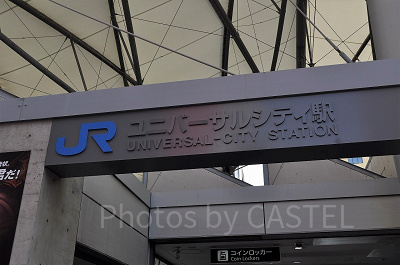 JR ユニバーサルシティ駅
UNIVERSAL-CITY STATION
だ!
Photos by CASTEL
コインロッカー
Coin Lockers